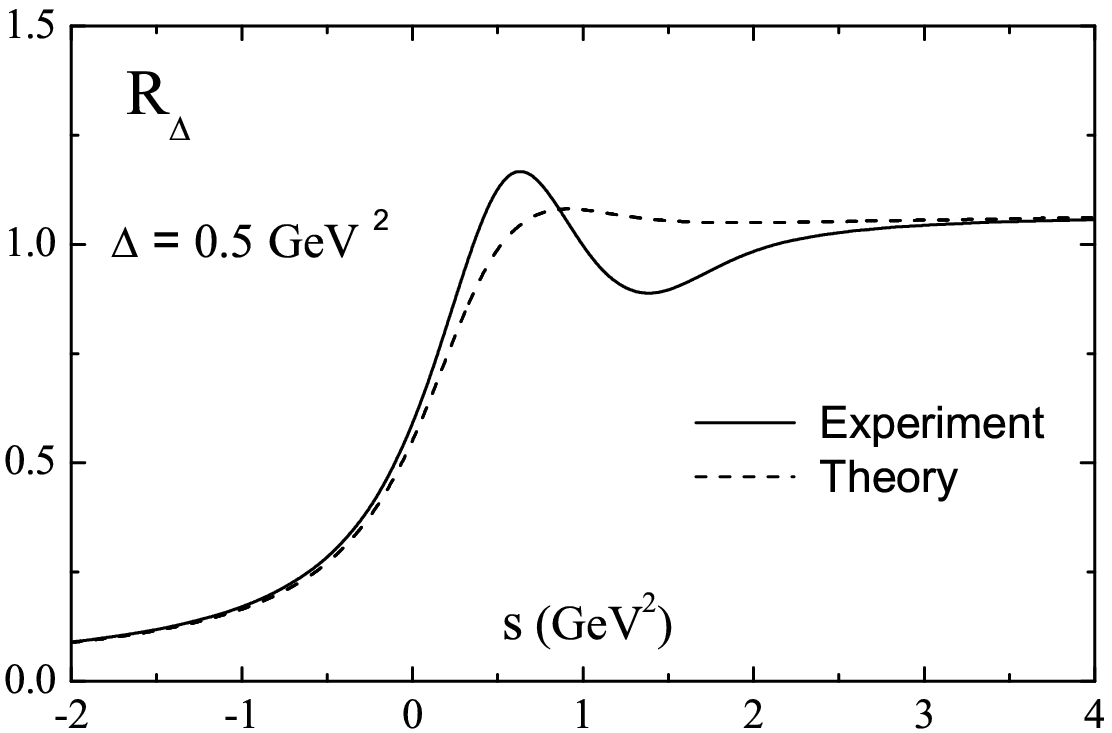 1.5
R_Δ
Δ = 0.5 GeV ²
1.0
Experiment
0.5
Theory
s (GeV²)
0.0
-2 -1 0 1 2 3 4